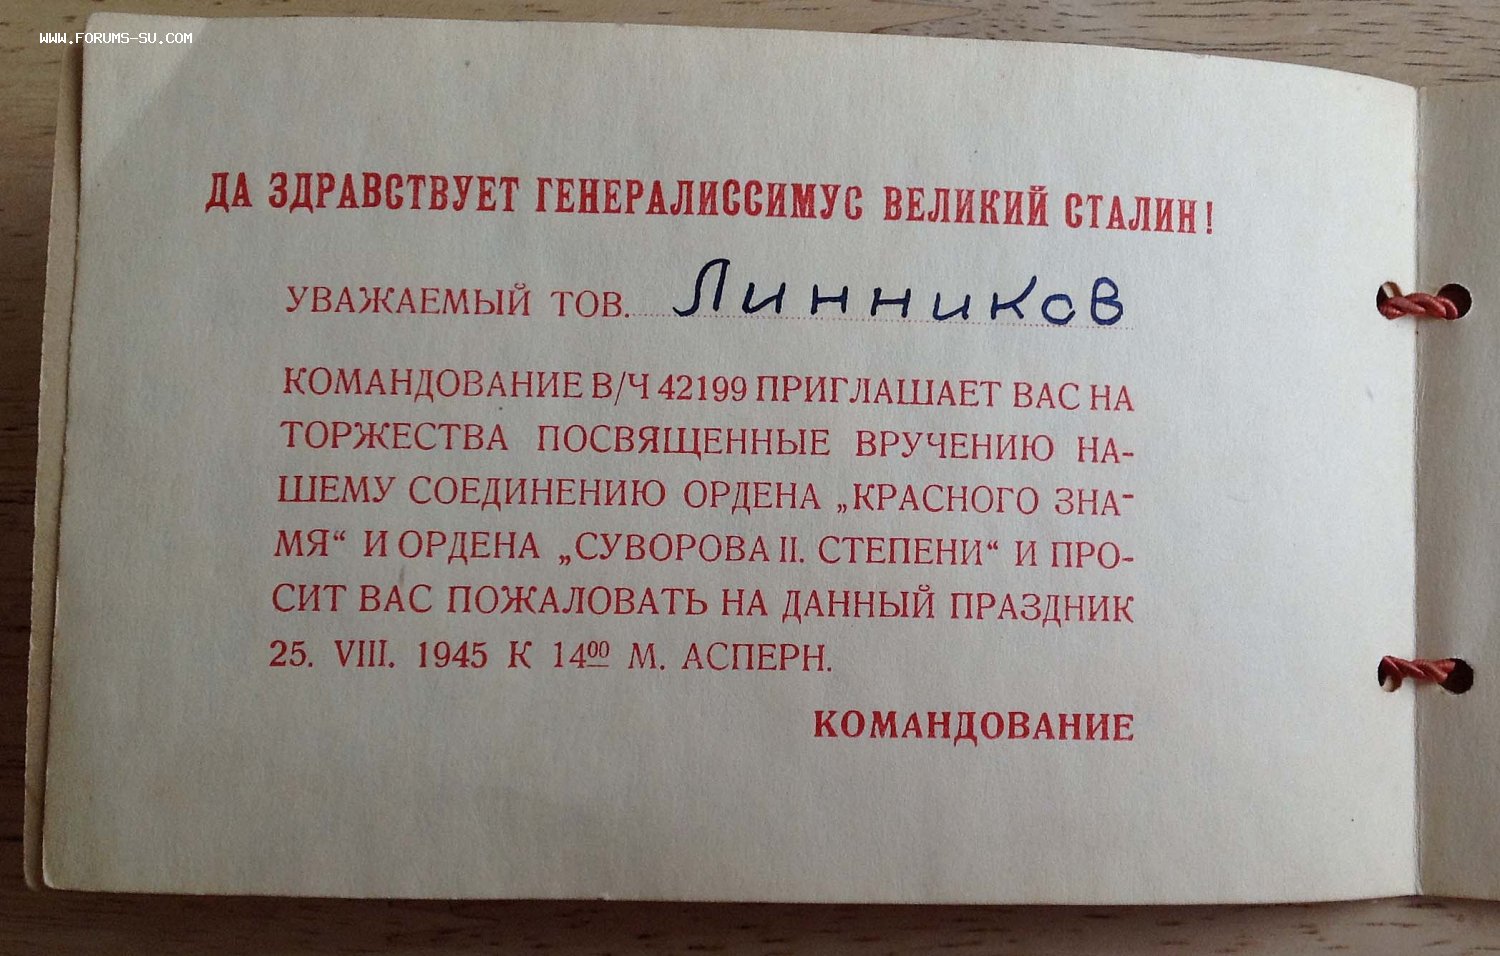 WWW.FORUMS-SU.COM
ДА ЗДРАВСТВУЕТ ГЕНЕРАЛИССИМУС ВЕЛИКИЙ СТАЛИН!
УВАЖАЕМЫЙ ТОВ. Линников
КОМАНДОВАНИЕ В/Ч 42199 ПРИГЛАШАЕТ ВАС НА
ТОРЖЕСТВА ПОСВЯЩЕННЫЕ ВРУЧЕНИЮ НА-
ШЕМУ СОЕДИНЕНИЮ ОРДЕНА „КРАСНОГО ЗНА-
МЯ“ И ОРДЕНА „СУВОРОВА II. СТЕПЕНИ“ И ПРО-
СИТ ВАС ПОЖАЛОВАТЬ НА ДАННЫЙ ПРАЗДНИК
25. VIII. 1945 К 14⁰⁰ М. АСПЕРН.
КОМАНДОВАНИЕ